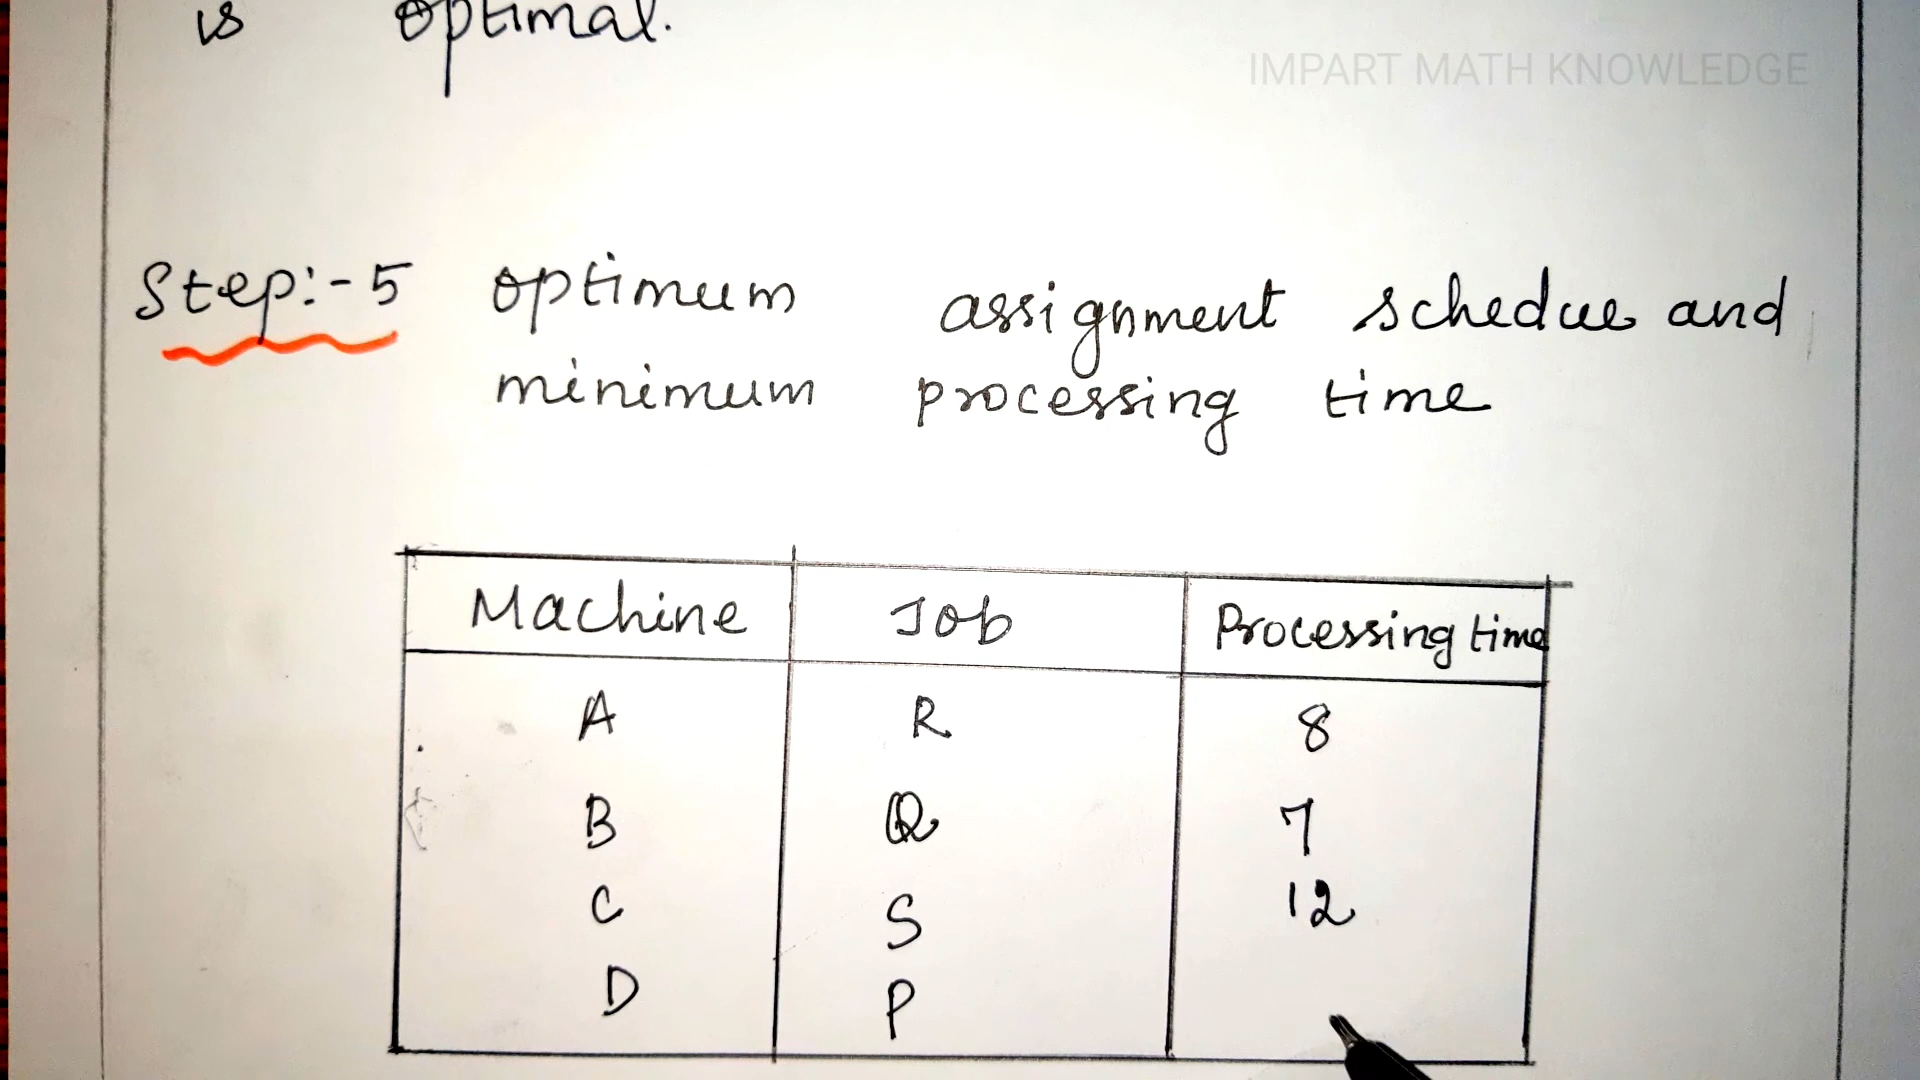 is optimal.
IMPART MATH KNOWLEDGE
Step:-5 optimum assignment schedue and
minimum processing time
Machine Job Processing time
A R 8
B Q 7
C S 12
D P